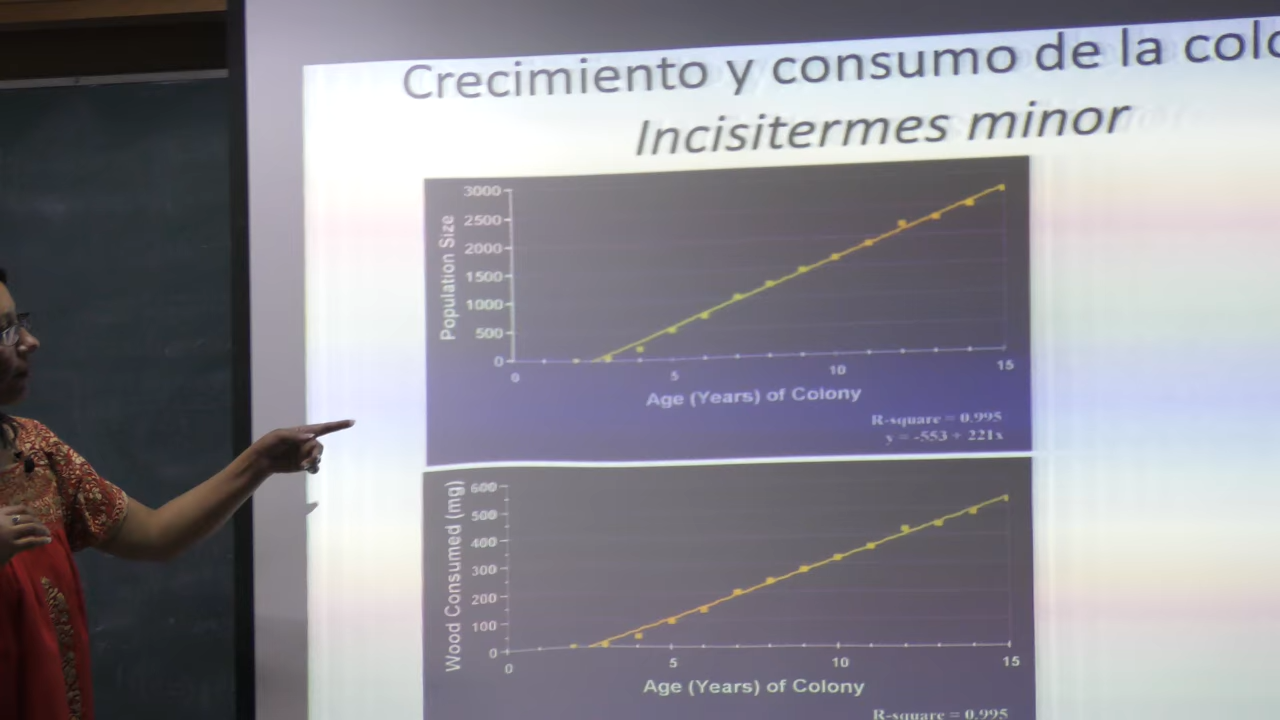 Crecimiento y consumo de la colo
Incisitermes minor
3000
2500
2000
1500
1000
500
0
Population Size
0 5 10 15
Age (Years) of Colony
R-square = 0.995
y = -553 + 221x
600
500
400
300
200
100
0
Wood Consumed (mg)
0 5 10 15
Age (Years) of Colony
R-square = 0.995